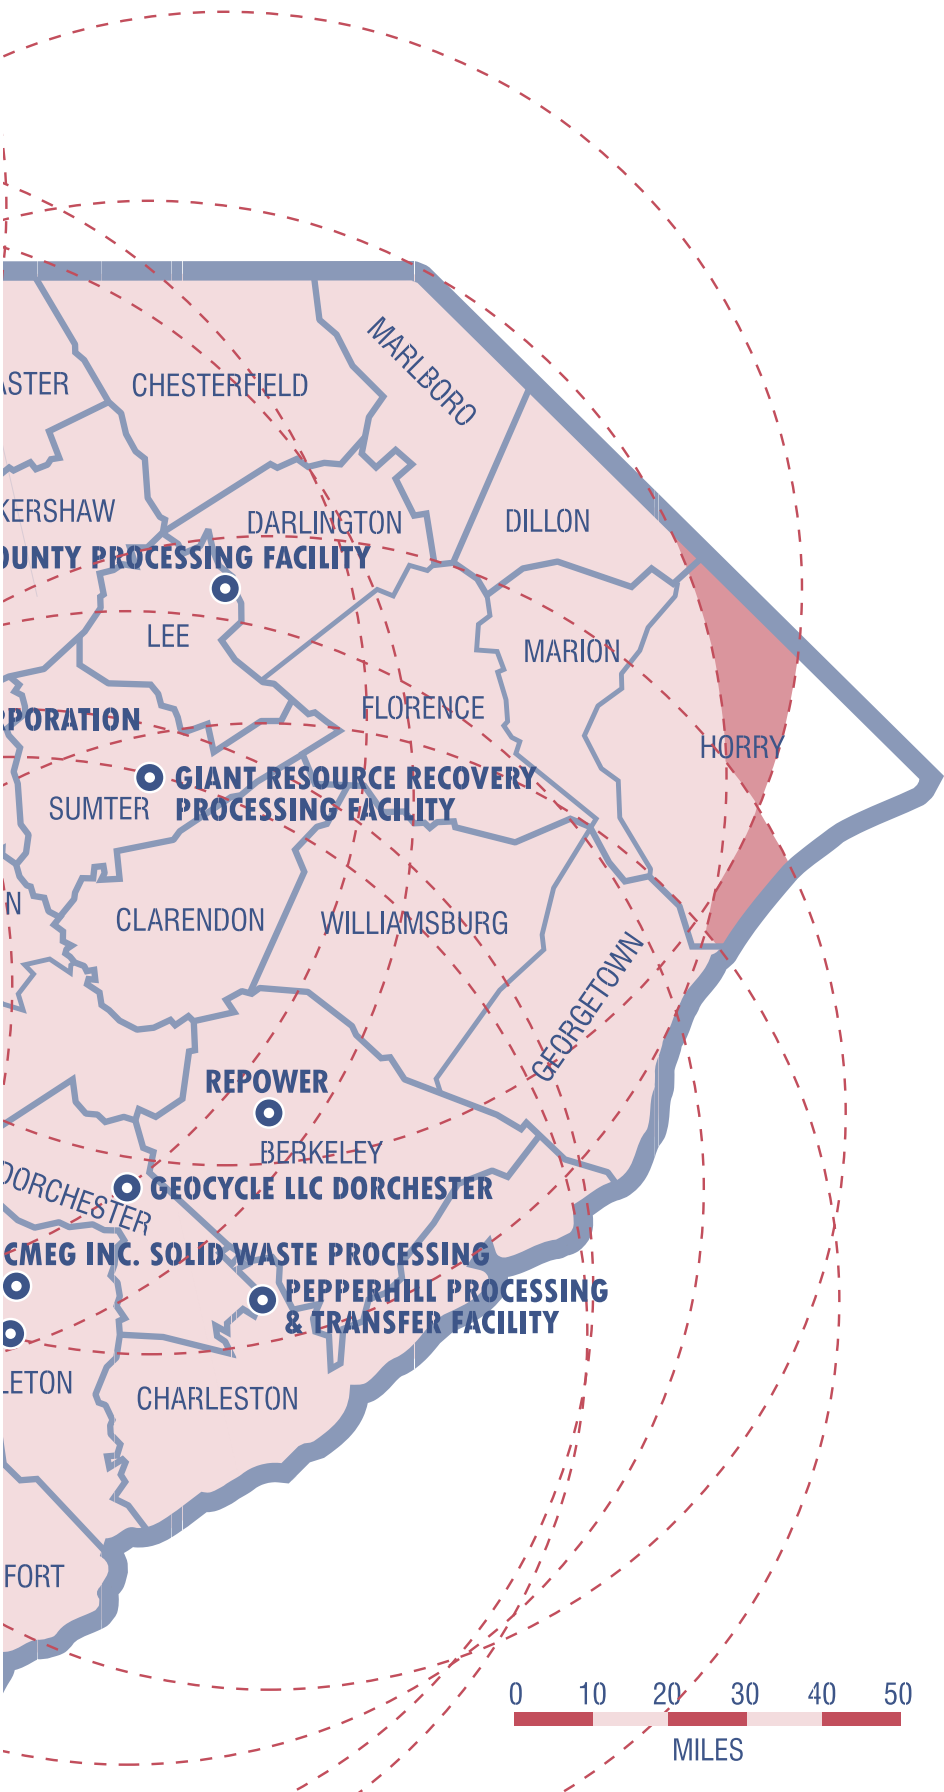 MARLBORO
ASTER
CHESTERFIELD
KERSHAW
DARLINGTON
DILLON
OUNTY PROCESSING FACILITY
LEE
MARION
FLORENCE
RPORATION
HORRY
GIANT RESOURCE RECOVERY
PROCESSING FACILITY
SUMTER
N
CLARENDON
WILLIAMSBURG
GEORGETOWN
REPOWER
BERKELEY
DORCHESTER
GEOCYCLE LLC DORCHESTER
CMEG INC. SOLID WASTE PROCESSING
PEPPERHILL PROCESSING
& TRANSFER FACILITY
LETON
CHARLESTON
FORT
0 10 20 30 40 50
MILES